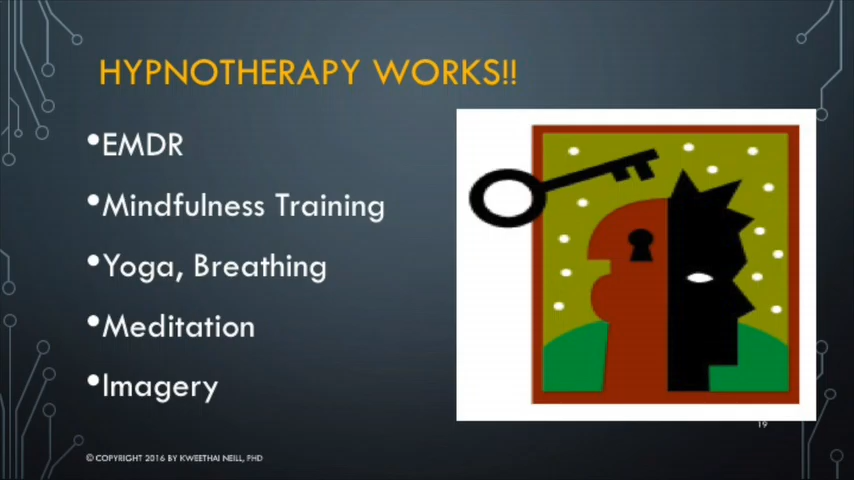 HYPNOTHERAPY WORKS!!
•EMDR
•Mindfulness Training
•Yoga, Breathing
•Meditation
•Imagery
19
© COPYRIGHT 2016 BY KWEETHAI NEILL, PHD